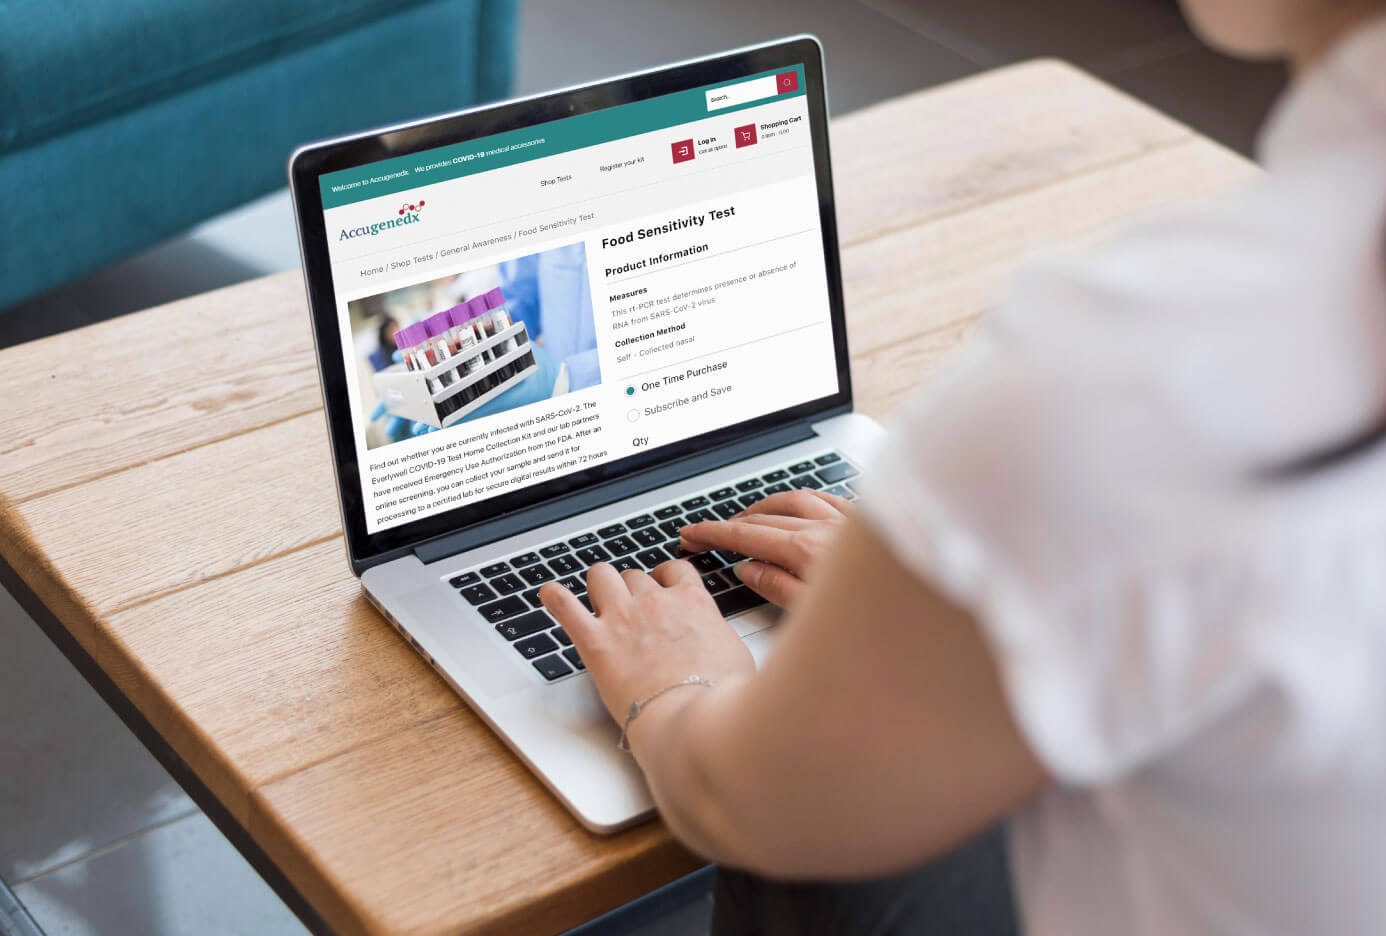 Search..
Welcome to Accugenedx We provides COVID-19 medical accessories
Shop Tests
Register your kit
Log in
Shopping Cart
0 item - 0.00
Accugenedx
Home / Shop Tests / General Awareness / Food Sensitivity Test
Food Sensitivity Test
Product Information
Measures
This rt-PCR test determines presence or absence of
RNA from SARS-CoV-2 virus
Collection Method
Self - Collected nasal
One Time Purchase
Subscribe and Save
Qty
Find out whether you are currently infected with SARS-CoV-2. The
Everlywell COVID-19 Test Home Collection Kit and our lab partners
have received Emergency Use Authorization from the FDA. After an
online screening, you can collect your sample and send it for
processing to a certified lab for secure digital results within 72 hours